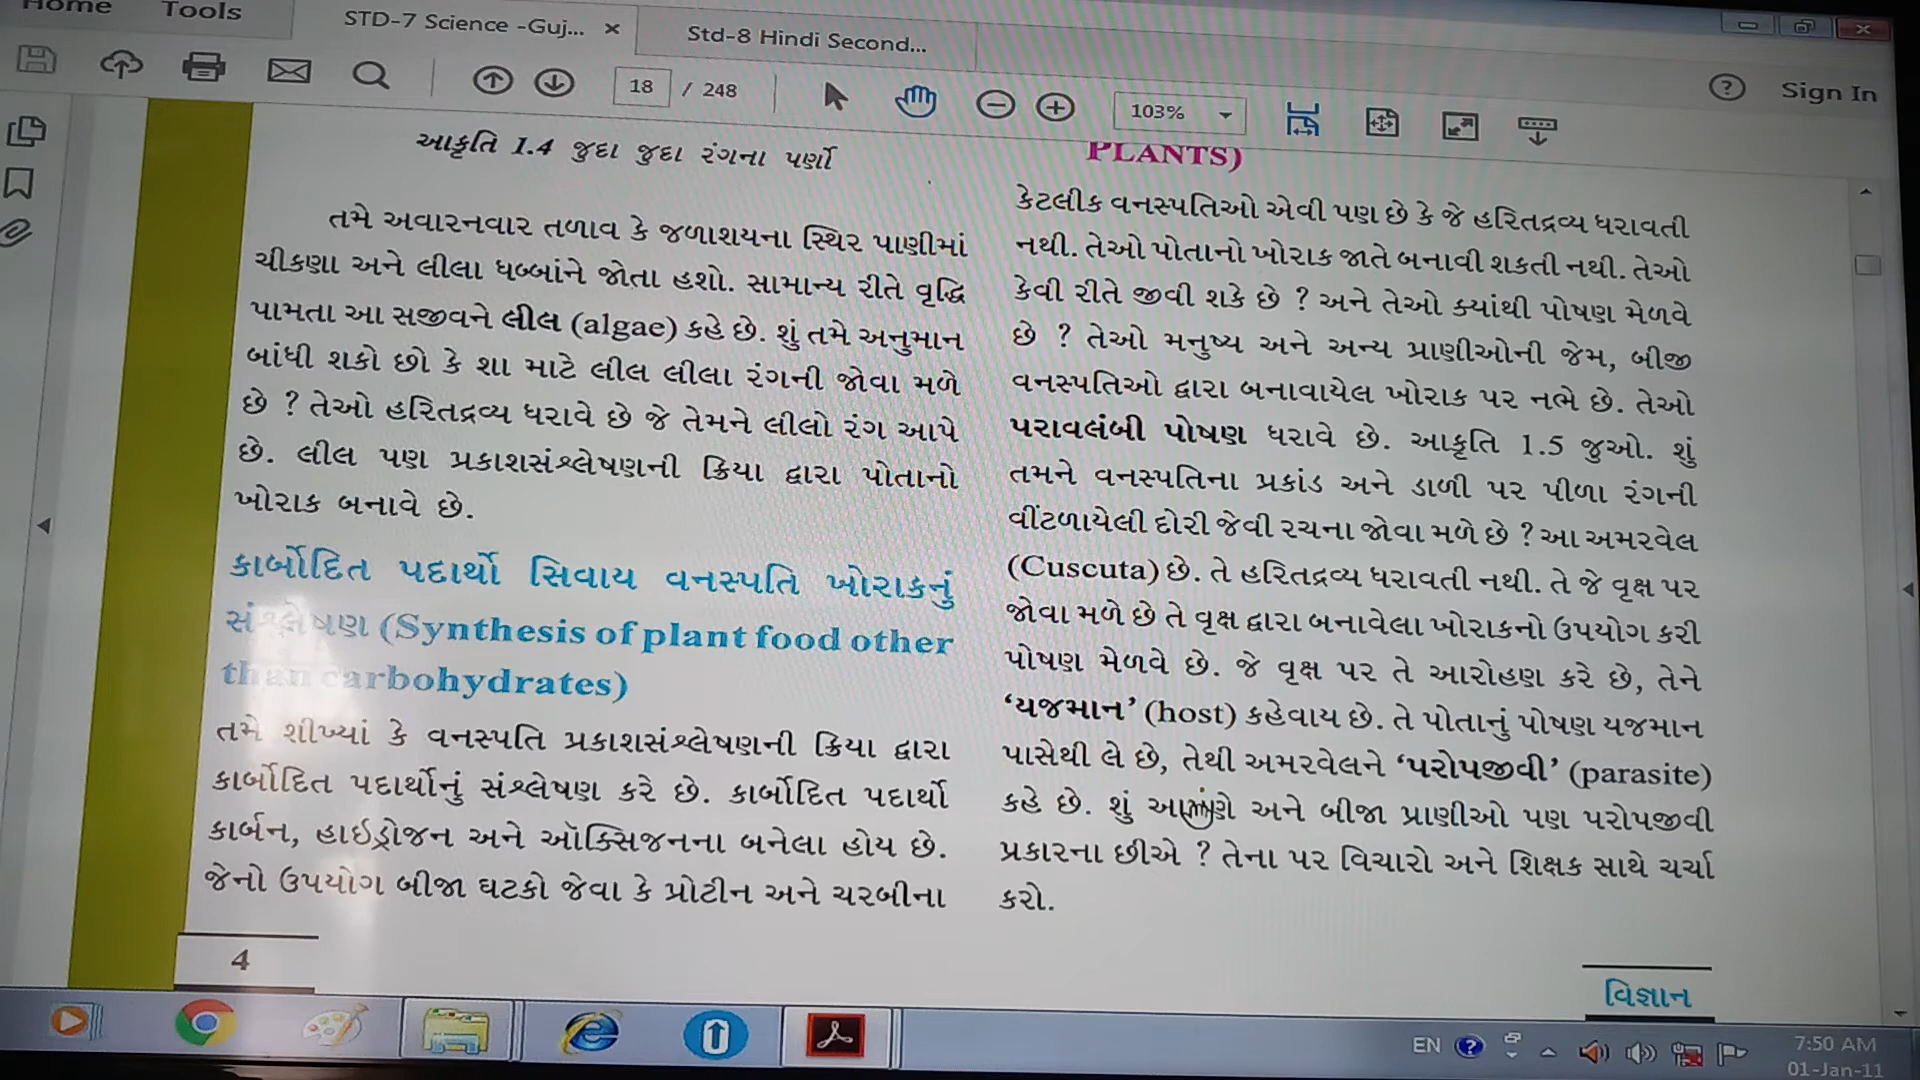 Home Tools STD-7 Science -Guj... × Std-8 Hindi Second...
18 / 248 103% Sign In
આકૃતિ 1.4 જુદા જુદા રંગના પર્ણો
તમે અવારનવાર તળાવ કે જળાશયના સ્થિર પાણીમાં
ચીકણા અને લીલા ધબ્બાંને જોતા હશો. સામાન્ય રીતે વૃદ્ધિ
પામતા આ સજીવને લીલ (algae) કહે છે. શું તમે અનુમાન
બાંધી શકો છો કે શા માટે લીલ લીલા રંગની જોવા મળે
છે ? તેઓ હરિતદ્રવ્ય ધરાવે છે જે તેમને લીલો રંગ આપે
છે. લીલ પણ પ્રકાશસંશ્લેષણની ક્રિયા દ્વારા પોતાનો
ખોરાક બનાવે છે.
કાર્બોદિત પદાર્થો સિવાય વનસ્પતિ ખોરાકનું
સંશ્લેષણ (Synthesis of plant food other
than carbohydrates)
તમે શીખ્યાં કે વનસ્પતિ પ્રકાશસંશ્લેષણની ક્રિયા દ્વારા
કાર્બોદિત પદાર્થોનું સંશ્લેષણ કરે છે. કાર્બોદિત પદાર્થો
કાર્બન, હાઇડ્રોજન અને ઑક્સિજનના બનેલા હોય છે.
જેનો ઉપયોગ બીજા ઘટકો જેવા કે પ્રોટીન અને ચરબીના
4
PLANTS)
કેટલીક વનસ્પતિઓ એવી પણ છે કે જે હરિતદ્રવ્ય ધરાવતી
નથી. તેઓ પોતાનો ખોરાક જાતે બનાવી શકતી નથી. તેઓ
કેવી રીતે જીવી શકે છે ? અને તેઓ ક્યાંથી પોષણ મેળવે
છે ? તેઓ મનુષ્ય અને અન્ય પ્રાણીઓની જેમ, બીજી
વનસ્પતિઓ દ્વારા બનાવાયેલ ખોરાક પર નભે છે. તેઓ
પરાવલંબી પોષણ ધરાવે છે. આકૃતિ 1.5 જુઓ. શું
તમને વનસ્પતિના પ્રકાંડ અને ડાળી પર પીળા રંગની
વીંટળાયેલી દોરી જેવી રચના જોવા મળે છે ? આ અમરવેલ
(Cuscuta) છે. તે હરિતદ્રવ્ય ધરાવતી નથી. તે જે વૃક્ષ પર
જોવા મળે છે તે વૃક્ષ દ્વારા બનાવેલા ખોરાકનો ઉપયોગ કરી
પોષણ મેળવે છે. જે વૃક્ષ પર તે આરોહણ કરે છે, તેને
‘યજમાન’ (host) કહેવાય છે. તે પોતાનું પોષણ યજમાન
પાસેથી લે છે, તેથી અમરવેલને ‘પરોપજીવી’ (parasite)
કહે છે. શું અને બીજા પ્રાણીઓ પણ પરોપજીવી
પ્રકારના છીએ ? તેના પર વિચારો અને શિક્ષક સાથે ચર્ચા
કરો.
વિજ્ઞાન
EN 7:50 AM
01-Jan-11